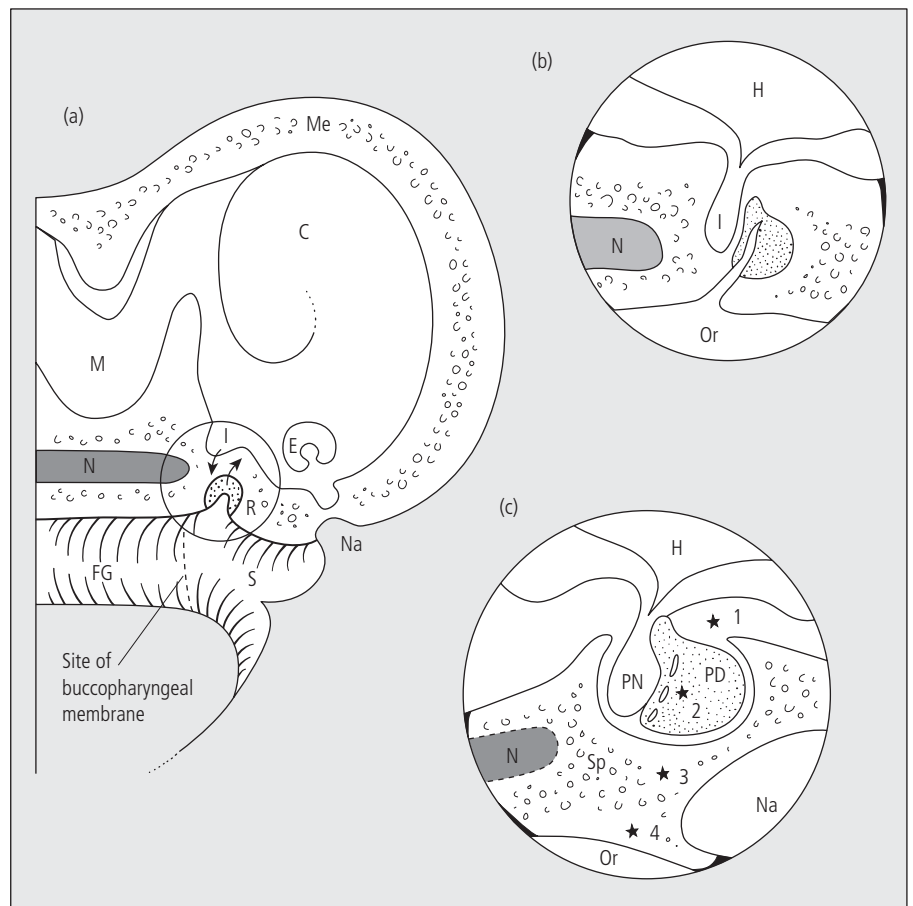 (a)
Me
C
M
I
E
N
R
Na
FG
S
Site of
buccopharyngeal
membrane
(b)
H
I
N
Or
(c)
H
1
PN
PD
2
N
Sp
3
Na
4
Or